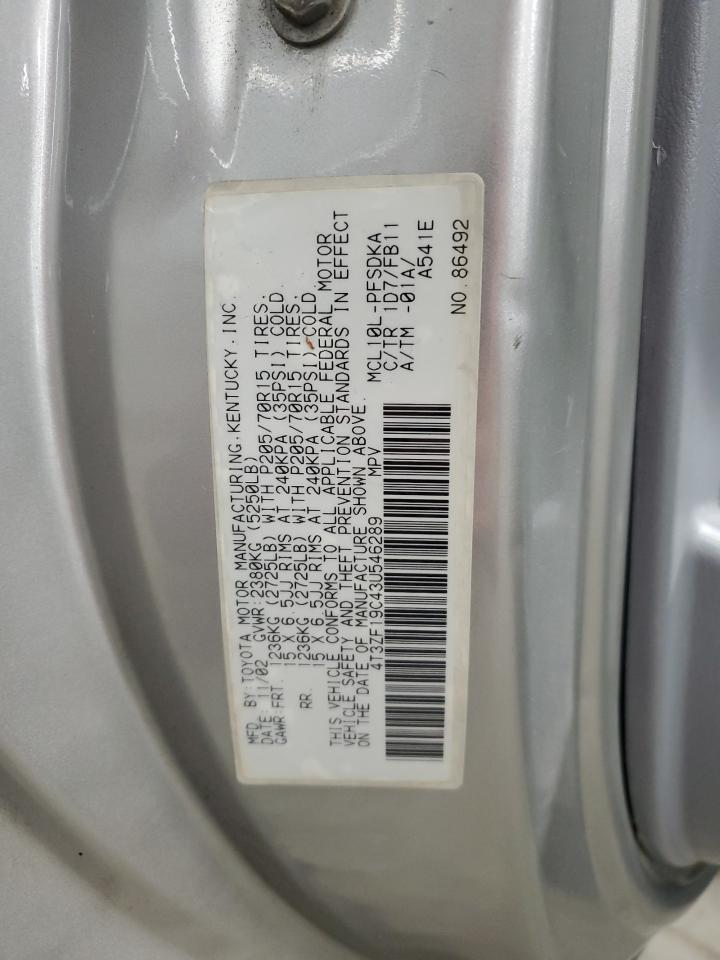 MFD. BY:TOYOTA MOTOR MANUFACTURING,KENTUCKY,INC.
DATE: 11/02 GVWR:2380KG (5250LB)
GAWR:FRT. 1236KG (2725LB) WITH P205/70R15 TIRES.
15 X 6.5JJ RIMS AT 240KPA (35PSI) COLD.
RR. 1236KG (2725LB) WITH P205/70R15 TIRES.
15 X 6.5JJ RIMS AT 240KPA (35PSI) COLD.
THIS VEHICLE CONFORMS TO ALL APPLICABLE FEDERAL MOTOR
VEHICLE SAFETY AND THEFT PREVENTION STANDARDS IN EFFECT
ON THE DATE OF MANUFACTURE SHOWN ABOVE.
4T3ZF19C43U546289 MPV
MCL10L-PFSDKA
C/TR 1D7/FB11
A/TM -01A/
A541E
NO.86492